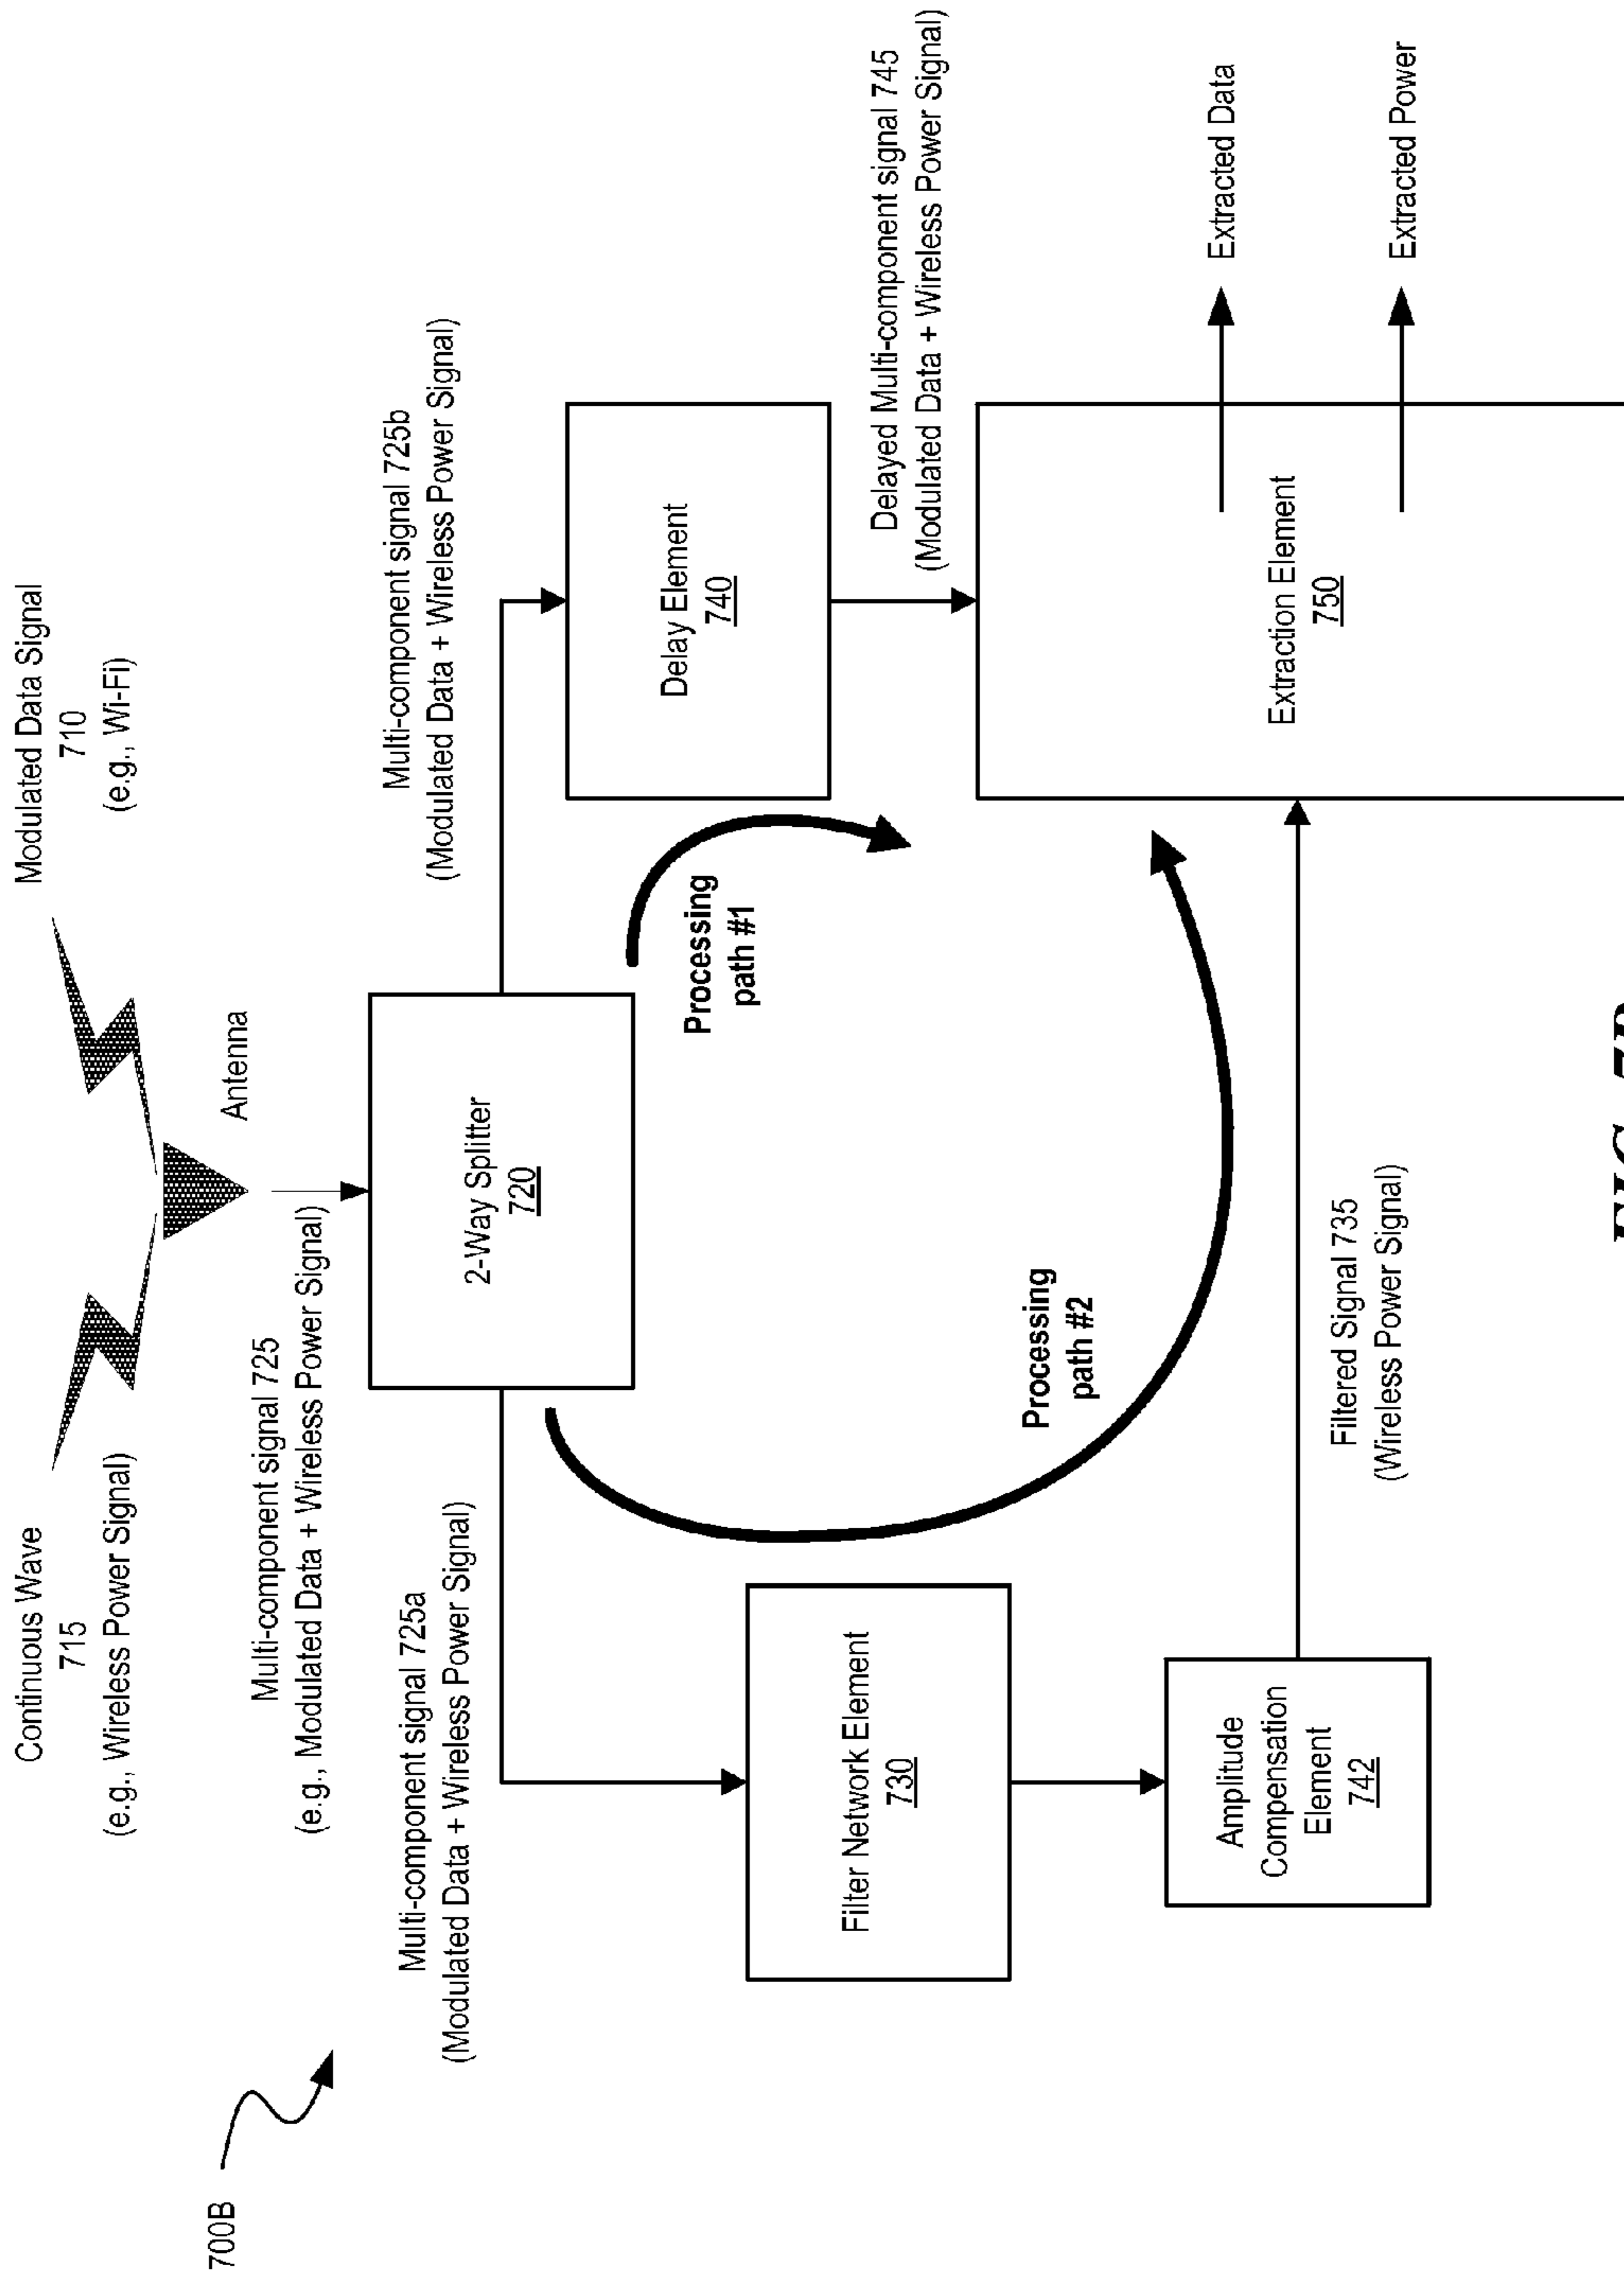 700B
Continuous Wave
715
(e.g., Wireless Power Signal)
Modulated Data Signal
710
(e.g., Wi-Fi)
Antenna
Multi-component signal 725
(e.g., Modulated Data + Wireless Power Signal)
2-Way Splitter
720
Multi-component signal 725a
(Modulated Data + Wireless Power Signal)
Multi-component signal 725b
(Modulated Data + Wireless Power Signal)
Processing
path #1
Delay Element
740
Filter Network Element
730
Delayed Multi-component signal 745
(Modulated Data + Wireless Power Signal)
Processing
path #2
Amplitude
Compensation
Element
742
Extraction Element
750
Extracted Data
Extracted Power
Filtered Signal 735
(Wireless Power Signal)